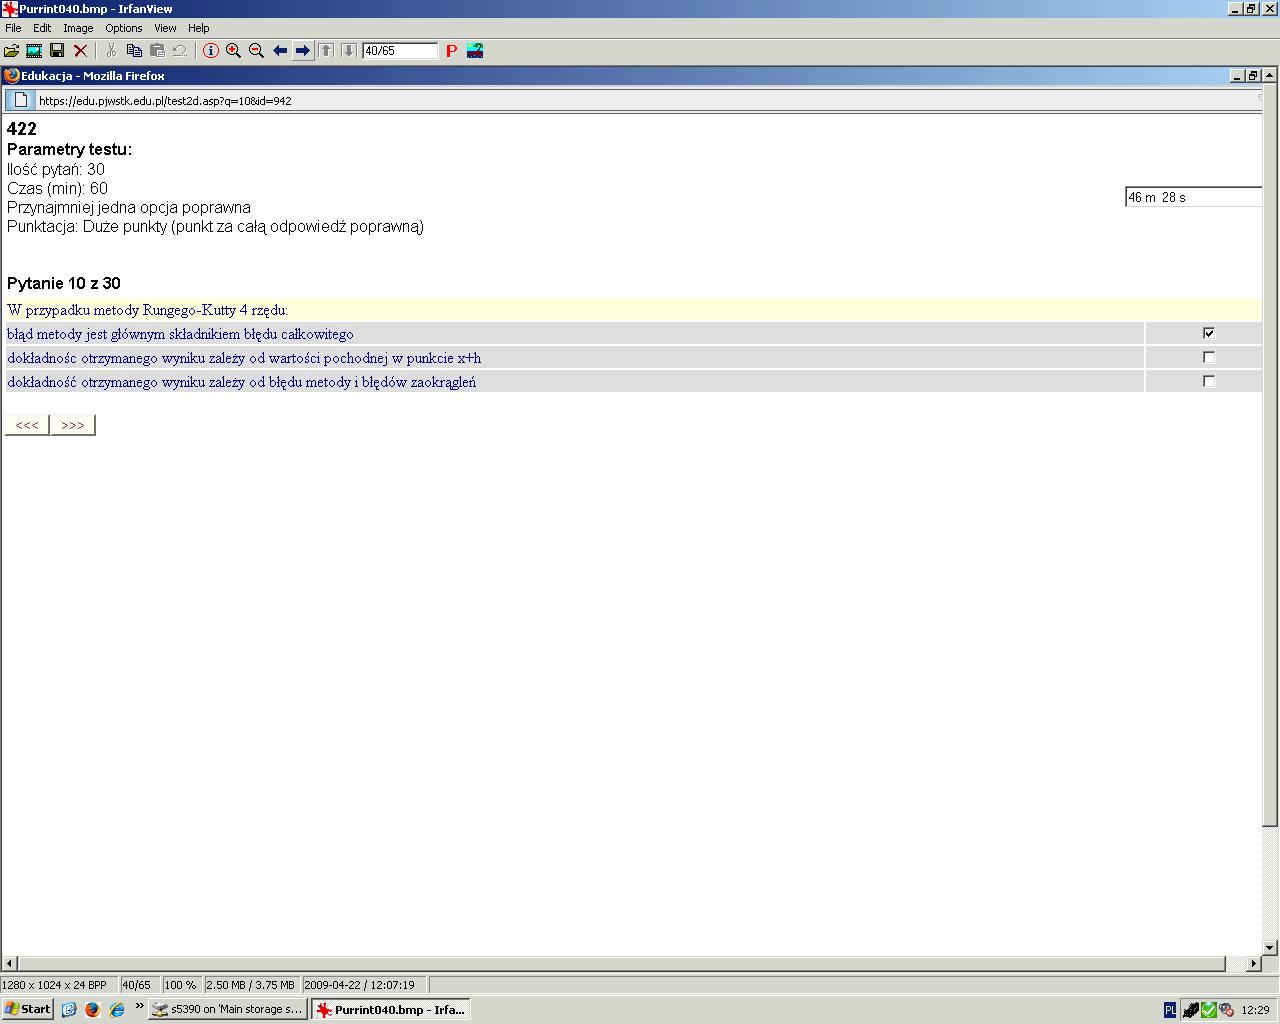 Purrint040.bmp - IrfanView
File Edit Image Options View Help
40/65 P
Edukacja - Mozilla Firefox
https://edu.pjwstk.edu.pl/test2d.asp?q=10&id=942
422
Parametry testu:
Ilość pytań: 30
Czas (min): 60
46 m 28 s
Przynajmniej jedna opcja poprawna
Punktacja: Duże punkty (punkt za całą odpowiedź poprawną)
Pytanie 10 z 30
W przypadku metody Rungego-Kutty 4 rzędu:
błąd metody jest głównym składnikiem błędu całkowitego
dokładnośc otrzymanego wyniku zależy od wartości pochodnej w punkcie x+h
dokładność otrzymanego wyniku zależy od błędu metody i błędów zaokrągleń
<<< >>>
1280 x 1024 x 24 BPP 40/65 100 % 2.50 MB / 3.75 MB 2009-04-22 / 12:07:19
Start » s5390 on 'Main storage s... Purrint040.bmp - Irfa... PL 12:29